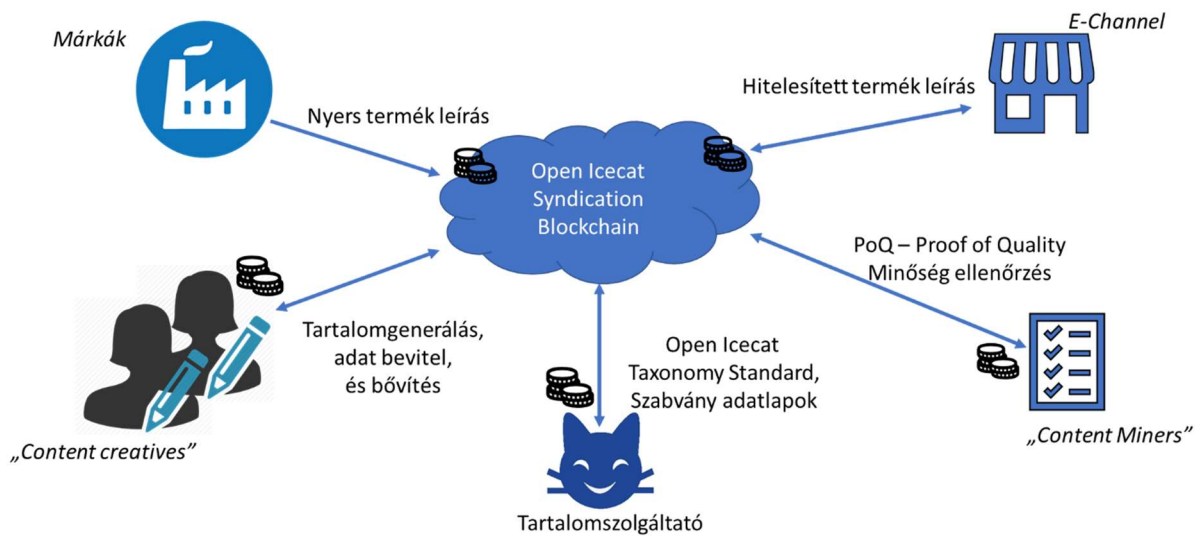 Márkák
E-Channel
Nyers termék leírás
Hitelesített termék leírás
Open Icecat
Syndication
Blockchain
PoQ – Proof of Quality
Minőség ellenőrzés
Tartalomgenerálás,
adat bevitel,
és bővítés
Open Icecat
Taxonomy Standard,
Szabvány adatlapok
„Content creatives”
„Content Miners”
Tartalomszolgáltató